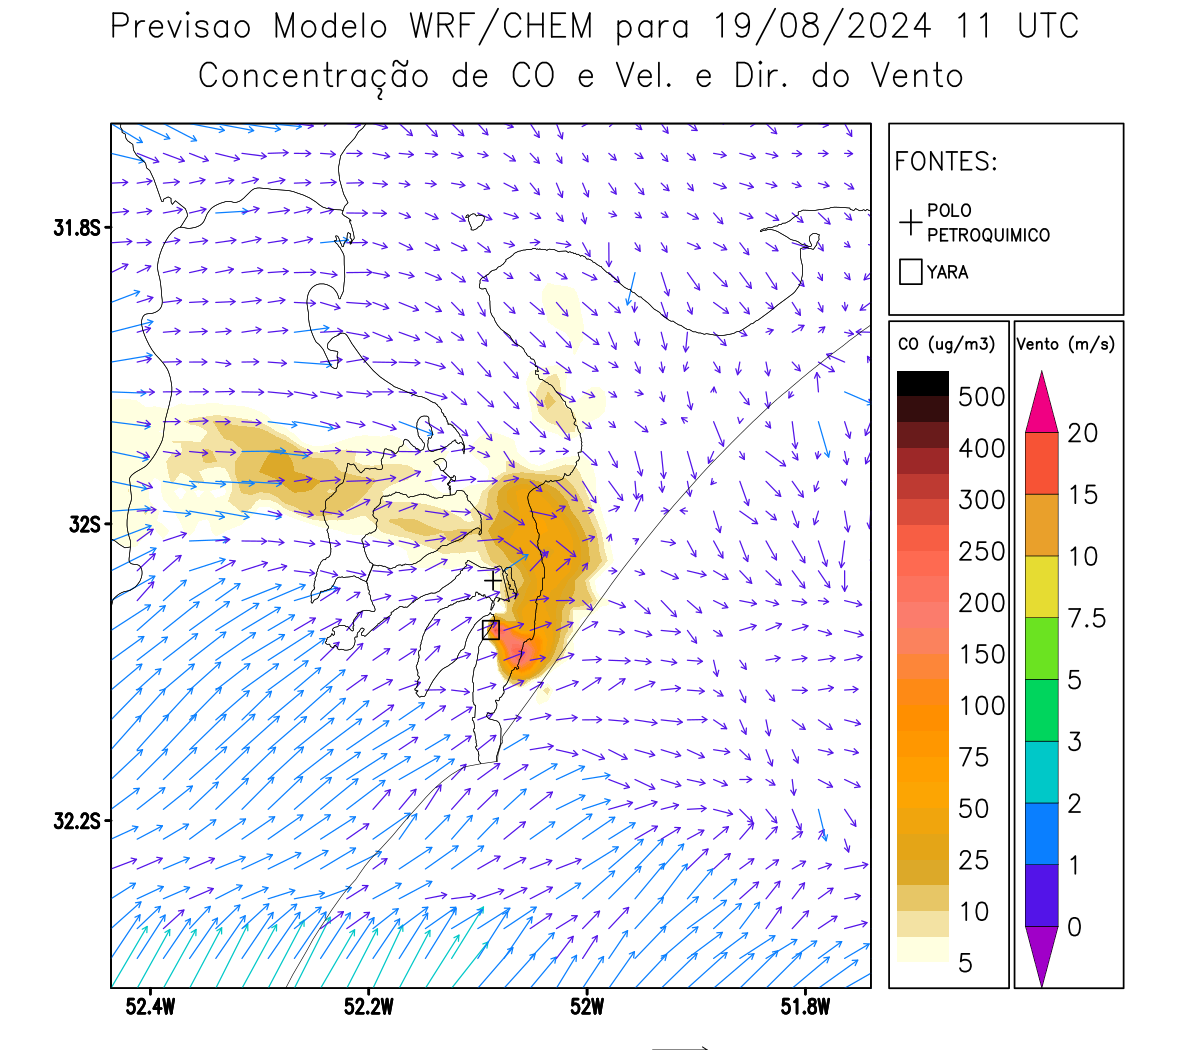 Previsao Modelo WRF/CHEM para 19/08/2024 11 UTC
Concentração de CO e Vel. e Dir. do Vento
FONTES:
POLO
PETROQUIMICO
YARA
31.8S
32S
32.2S
52.4W
52.2W
52W
51.8W
CO (ug/m3)
500
400
300
250
200
150
100
75
50
25
10
5
Vento (m/s)
20
15
10
7.5
5
3
2
1
0